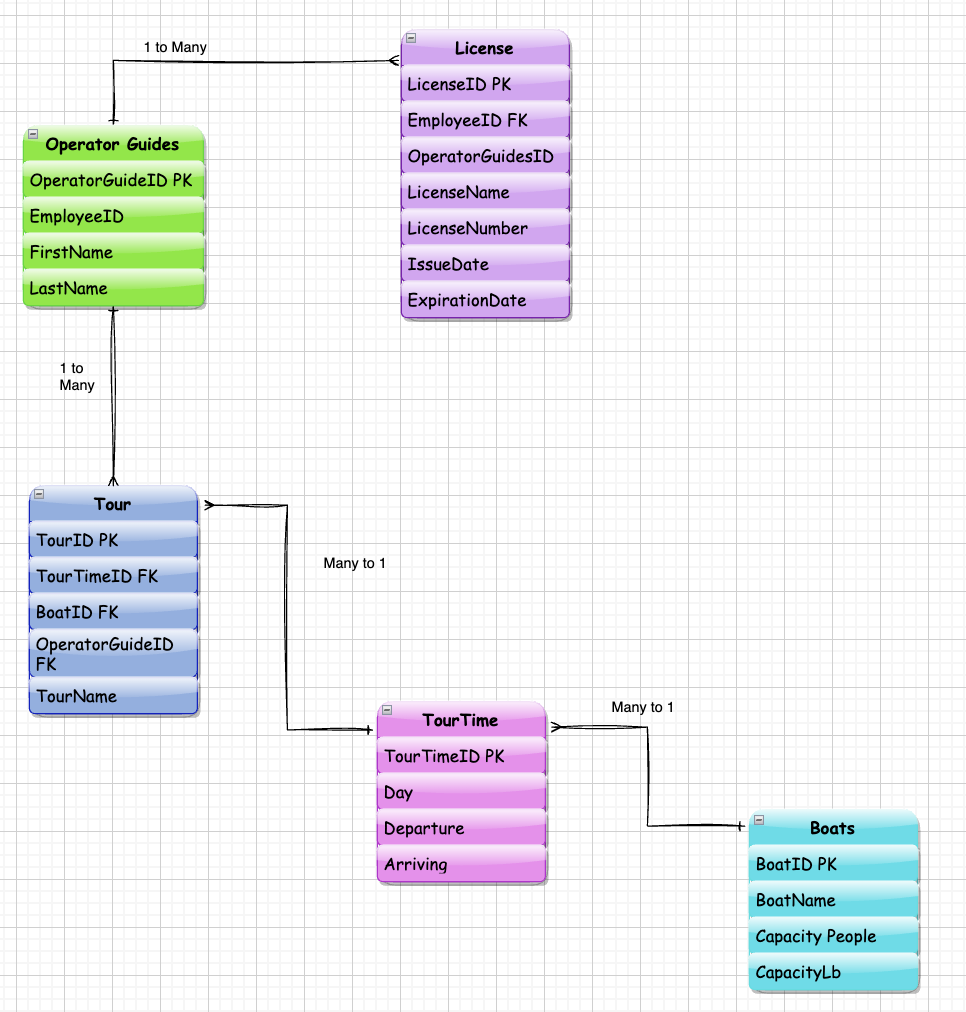 1 to Many
License
LicenseID PK
EmployeeID FK
OperatorGuidesID
LicenseName
LicenseNumber
IssueDate
ExpirationDate
Operator Guides
OperatorGuideID PK
EmployeeID
FirstName
LastName
1 to
Many
Tour
TourID PK
TourTimeID FK
BoatID FK
OperatorGuideID
FK
TourName
Many to 1
TourTime
TourTimeID PK
Day
Departure
Arriving
Many to 1
Boats
BoatID PK
BoatName
Capacity People
CapacityLb